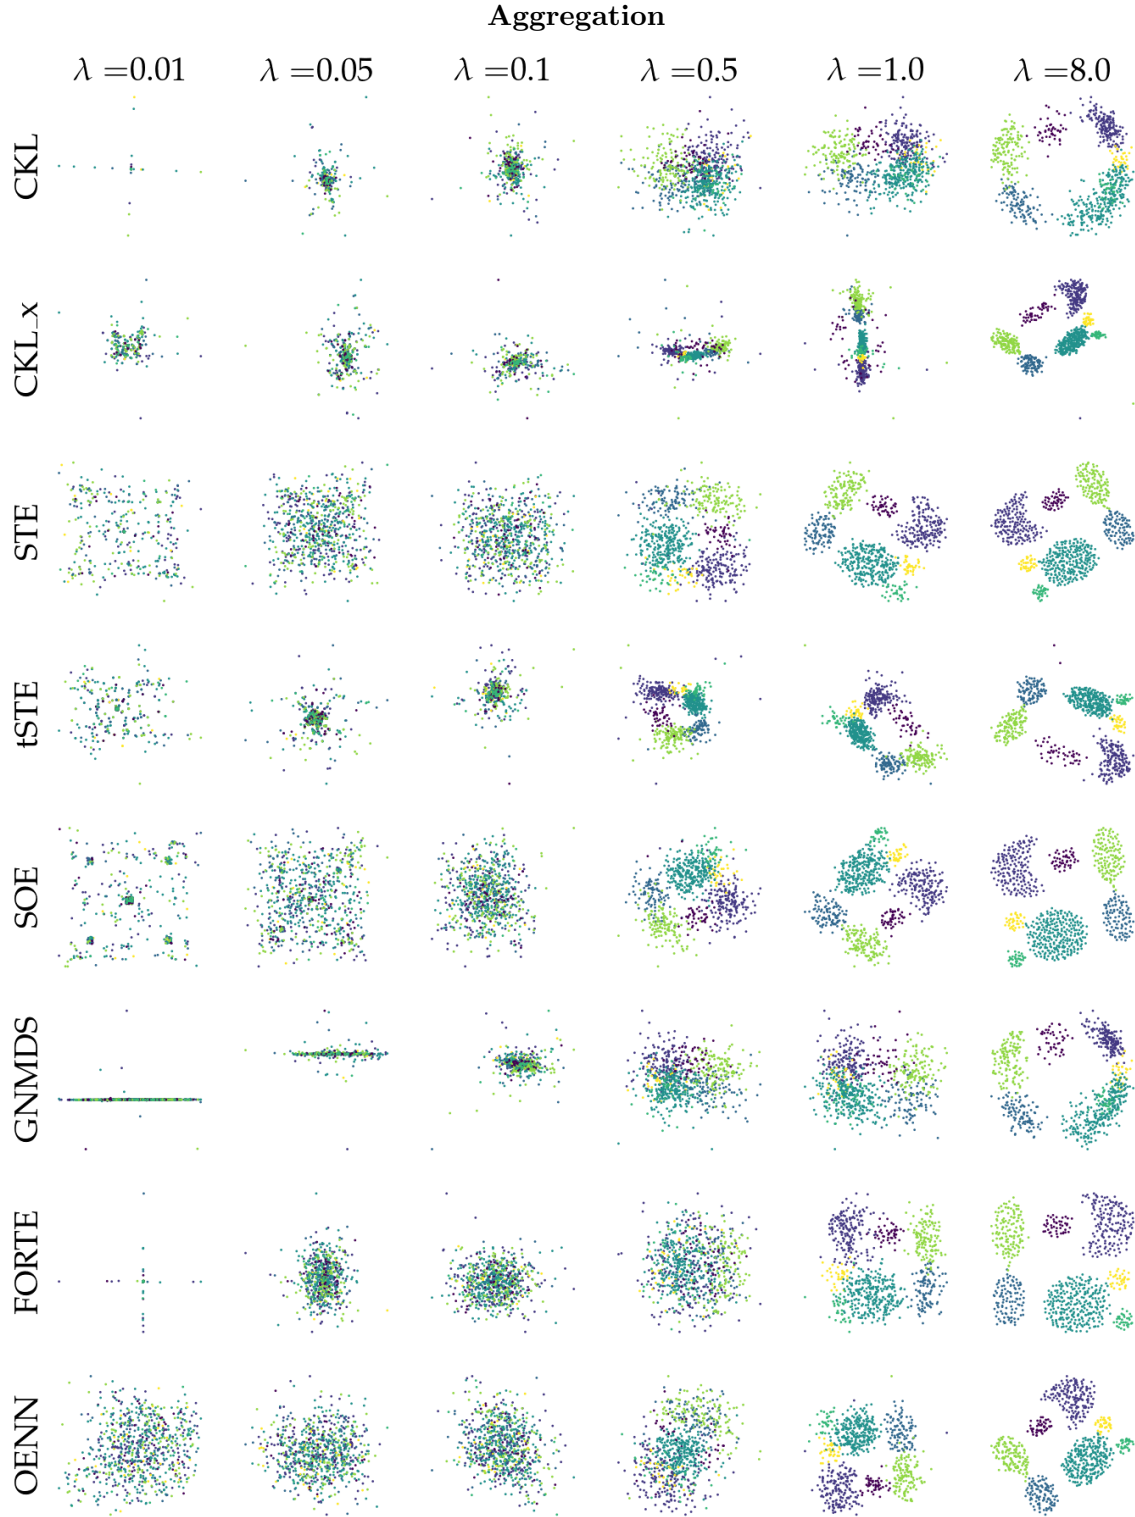 Aggregation
λ =0.01 λ =0.05 λ =0.1 λ =0.5 λ =1.0 λ =8.0
CKL
CKL_x
STE
tSTE
SOE
GNMDS
FORTE
OENN